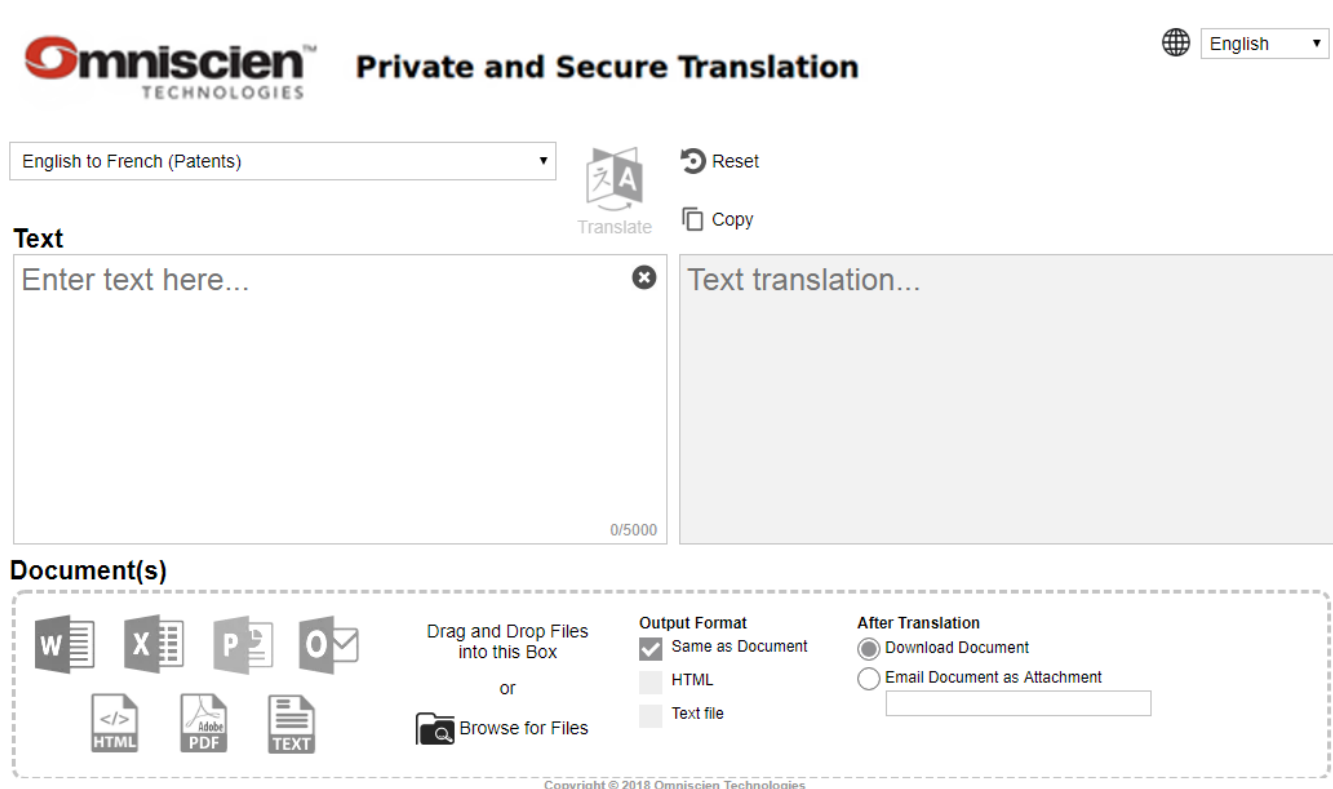 Omniscien™
TECHNOLOGIES
Private and Secure Translation
English
English to French (Patents)
A
Translate
Reset
Copy
Text
Enter text here...
Text translation...
0/5000
Document(s)
W
X
P
O
</>
HTML
Adobe
PDF
TEXT
Drag and Drop Files
into this Box
or
Browse for Files
Output Format
Same as Document
HTML
Text file
After Translation
Download Document
Email Document as Attachment
Copyright © 2018 Omniscien Technologies